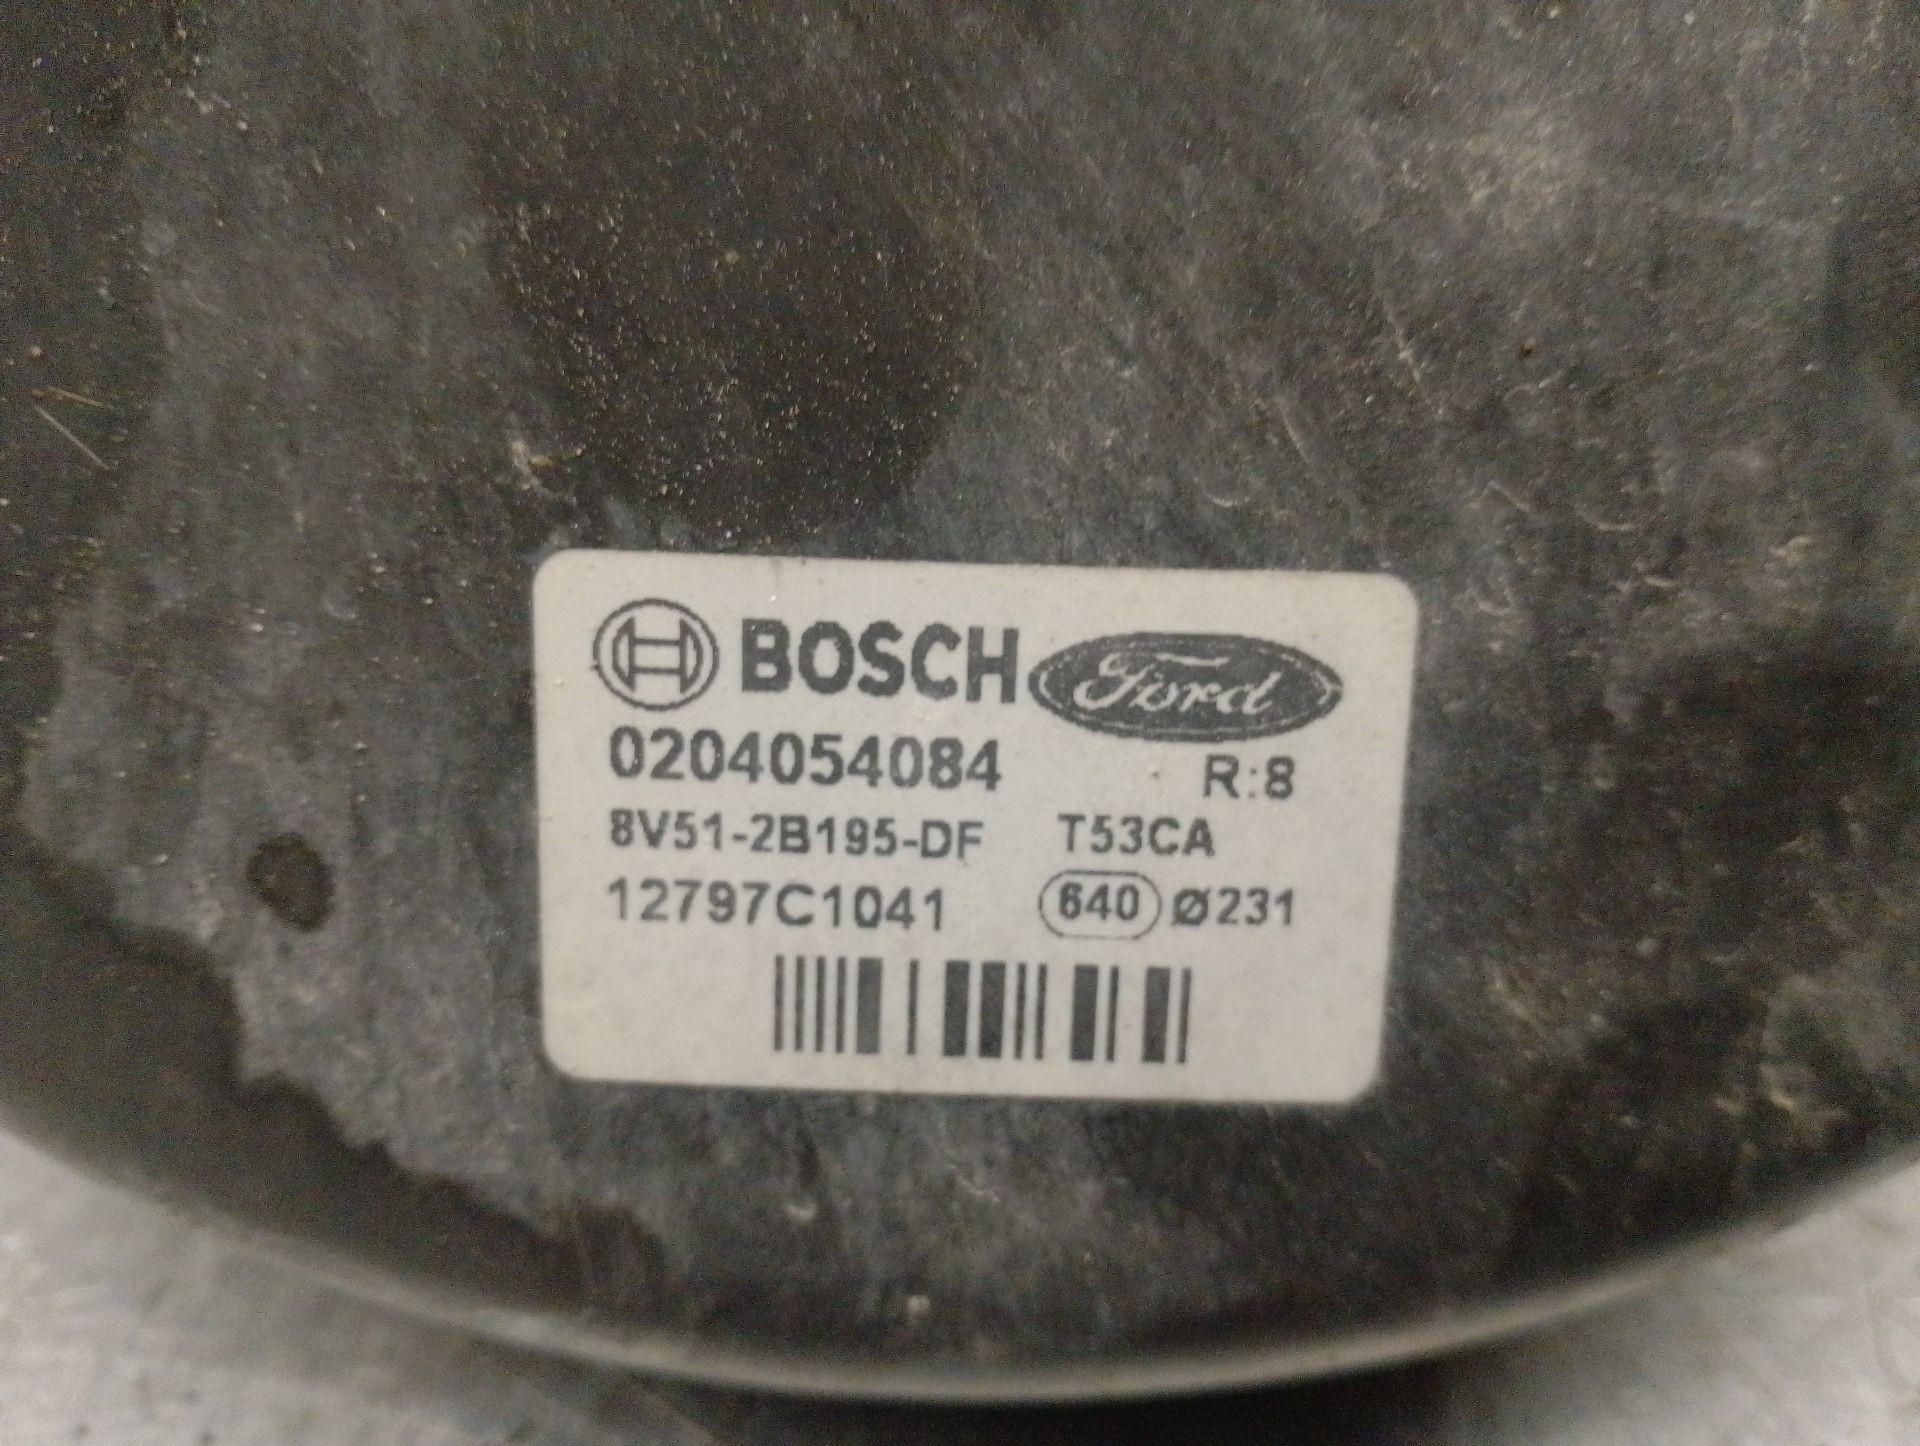 BOSCH Ford
0204054084 R:8
8V51-2B195-DF T53CA
12797C1041 640 Ø231